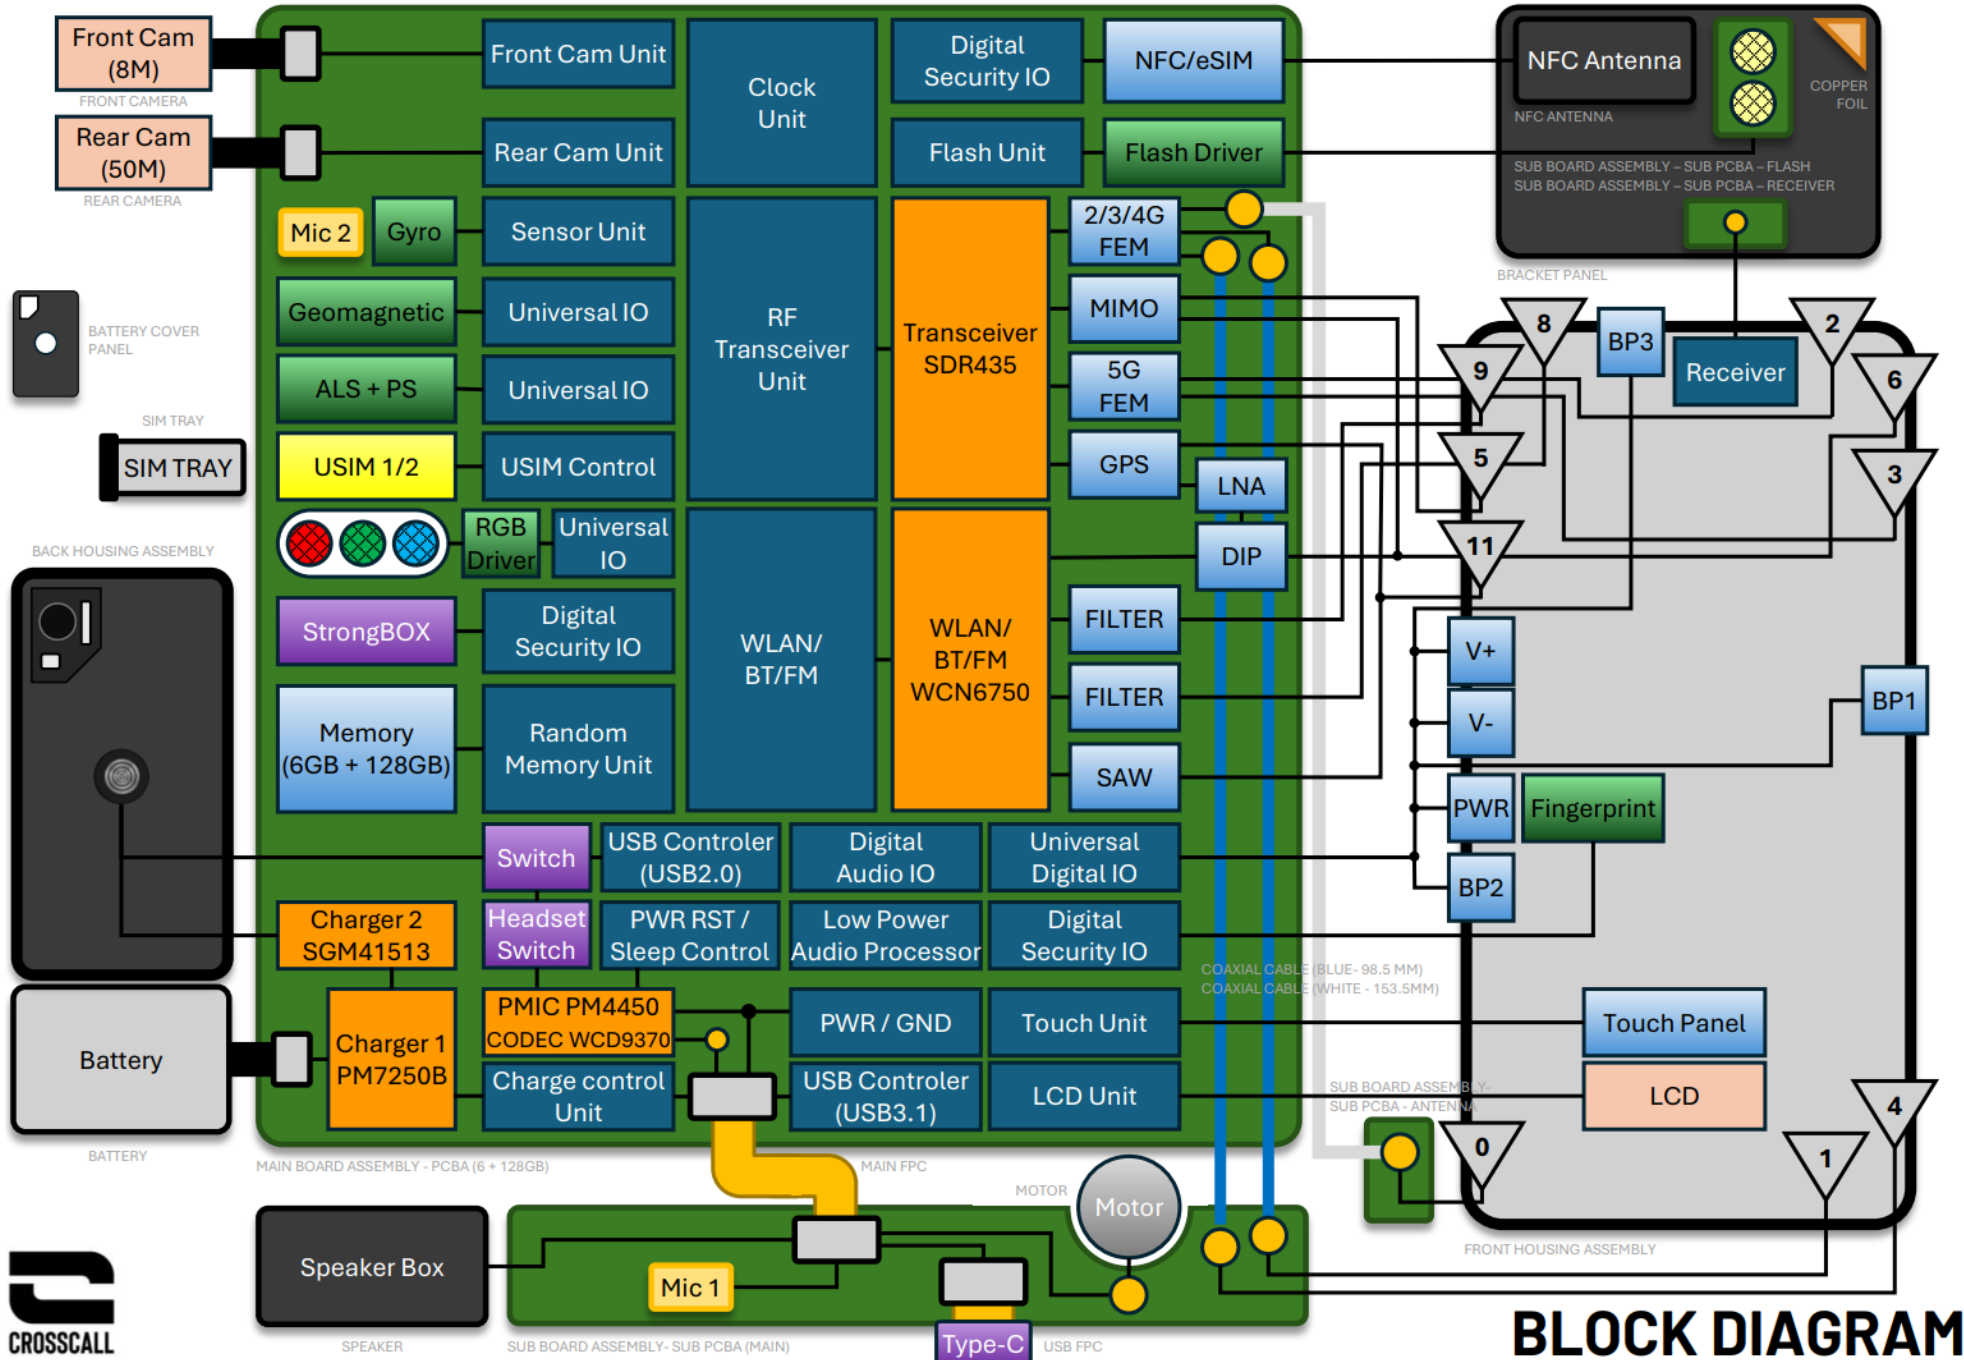 Front Cam
(8M)
FRONT CAMERA
Rear Cam
(50M)
REAR CAMERA
Front Cam Unit
Rear Cam Unit
Clock
Unit
Digital
Security IO
NFC/eSIM
Flash Unit
Flash Driver
NFC Antenna
NFC ANTENNA
COPPER
FOIL
SUB BOARD ASSEMBLY – SUB PCBA – FLASH
SUB BOARD ASSEMBLY – SUB PCBA – RECEIVER
BRACKET PANEL
Mic 2
Gyro
Sensor Unit
Geomagnetic
Universal IO
ALS + PS
Universal IO
USIM 1/2
USIM Control
RF
Transceiver
Unit
Transceiver
SDR435
2/3/4G
FEM
MIMO
5G
FEM
GPS
LNA
DIP
BATTERY COVER
PANEL
SIM TRAY
SIM TRAY
BACK HOUSING ASSEMBLY
RGB
Driver
Universal
IO
StrongBOX
Digital
Security IO
Memory
(6GB + 128GB)
Random
Memory Unit
WLAN/
BT/FM
WLAN/
BT/FM
WCN6750
FILTER
FILTER
SAW
8
BP3
2
9
Receiver
6
5
3
11
V+
V-
BP1
PWR
Fingerprint
BP2
Switch
USB Controler
(USB2.0)
Digital
Audio IO
Universal
Digital IO
Charger 2
SGM41513
Headset
Switch
PWR RST /
Sleep Control
Low Power
Audio Processor
Digital
Security IO
COAXIAL CABLE (BLUE- 98.5 MM)
COAXIAL CABLE (WHITE - 153.5MM)
Battery
BATTERY
Charger 1
PM7250B
PMIC PM4450
CODEC WCD9370
PWR / GND
Touch Unit
Touch Panel
Charge control
Unit
USB Controler
(USB3.1)
LCD Unit
LCD
SUB BOARD ASSEMBLY-
SUB PCBA - ANTENNA
4
0
1
MAIN BOARD ASSEMBLY - PCBA (6 + 128GB)
MAIN FPC
MOTOR
Motor
FRONT HOUSING ASSEMBLY
Speaker Box
SPEAKER
Mic 1
Type-C
SUB BOARD ASSEMBLY- SUB PCBA (MAIN)
USB FPC
CROSSCALL
BLOCK DIAGRAM